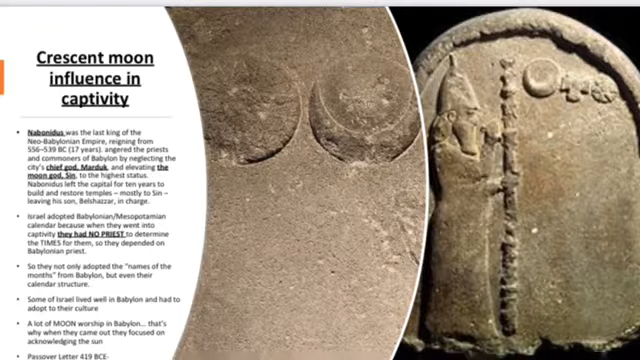 Crescent moon
influence in
captivity
• Nabonidus was the last king of the
Neo-Babylonian Empire, reigning from
556–539 BC (17 years). angered the priests
and commoners of Babylon by neglecting the
city's chief god, Marduk, and elevating the
moon god, Sin, to the highest status.
Nabonidus left the capital for ten years to
build and restore temples – mostly to Sin –
leaving his son, Belshazzar, in charge.
• Israel adopted Babylonian/Mesopotamian
calendar because when they went into
captivity they had NO PRIEST to determine
the TIMES for them, so they depended on
Babylonian priest.
• So they not only adopted the "names of the
months" from Babylon, but even their
calendar structure.
• Some of Israel lived well in Babylon and had to
adopt to their culture
• A lot of MOON worship in Babylon... that's
why when they came out they focused on
acknowledging the sun
• Passover Letter 419 BCE-